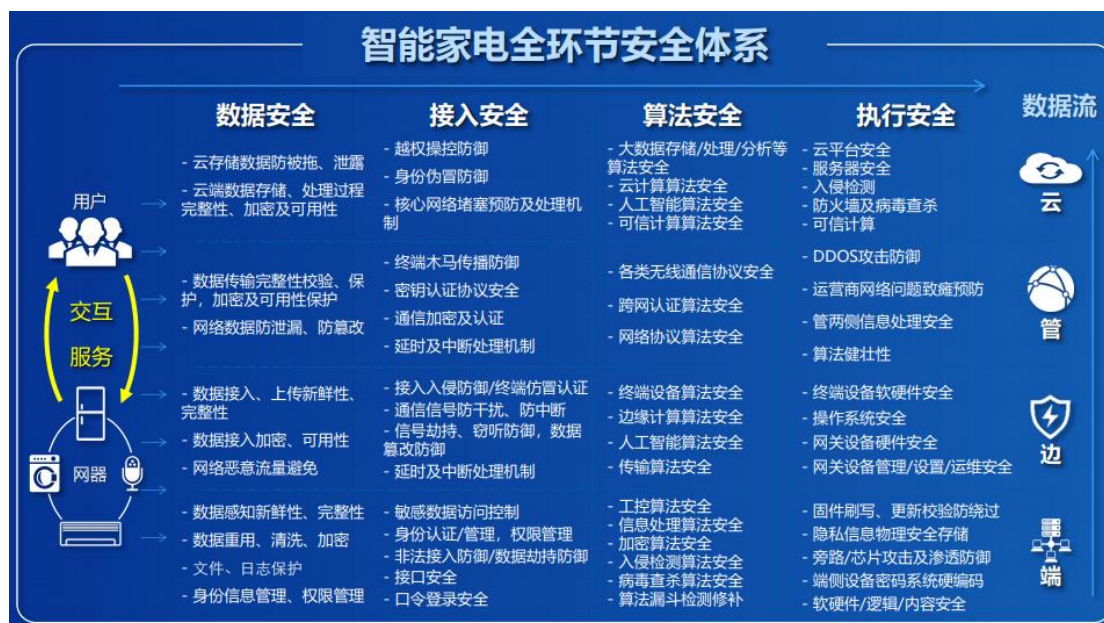 智能家电全环节安全体系
数据安全
接入安全
算法安全
执行安全
数据流
用户
交互
服务
网器
- 云存储数据防被拖、泄露
- 云端数据存储、处理过程
完整性、加密及可用性
- 越权操控防御
- 身份伪冒防御
- 核心网络堵塞预防及处理机
制
- 大数据存储/处理/分析等
算法安全
- 云计算算法安全
- 人工智能算法安全
- 可信计算算法安全
- 云平台安全
- 服务器安全
- 入侵检测
- 防火墙及病毒查杀
- 可信计算
云
- 数据传输完整性校验、保
护，加密及可用性保护
- 网络数据防泄漏、防篡改
- 终端木马传播防御
- 密钥认证协议安全
- 通信加密及认证
- 延时及中断处理机制
- 各类无线通信协议安全
- 跨网认证算法安全
- 网络协议算法安全
- DDOS攻击防御
- 运营商网络问题致瘫预防
- 管两侧信息处理安全
- 算法健壮性
管
- 数据接入、上传新鲜性、
完整性
- 数据接入加密、可用性
- 网络恶意流量避免
- 接入入侵防御/终端仿冒认证
- 通信信号防干扰、防中断
- 信号劫持、窃听防御，数据
篡改防御
- 延时及中断处理机制
- 终端设备算法安全
- 边缘计算算法安全
- 人工智能算法安全
- 传输算法安全
- 终端设备软硬件安全
- 操作系统安全
- 网关设备硬件安全
- 网关设备管理/设置/运维安全
边
- 数据感知新鲜性、完整性
- 数据重用、清洗、加密
- 文件、日志保护
- 身份信息管理、权限管理
- 敏感数据访问控制
- 身份认证/管理，权限管理
- 非法接入防御/数据劫持防御
- 接口安全
- 口令登录安全
- 工控算法安全
- 信息处理算法安全
- 加密算法安全
- 入侵检测算法安全
- 病毒查杀算法安全
- 算法漏斗检测修补
- 固件刷写、更新校验防绕过
- 隐私信息物理安全存储
- 旁路/芯片攻击及渗透防御
- 端侧设备密码系统硬编码
- 软硬件/逻辑/内容安全
端